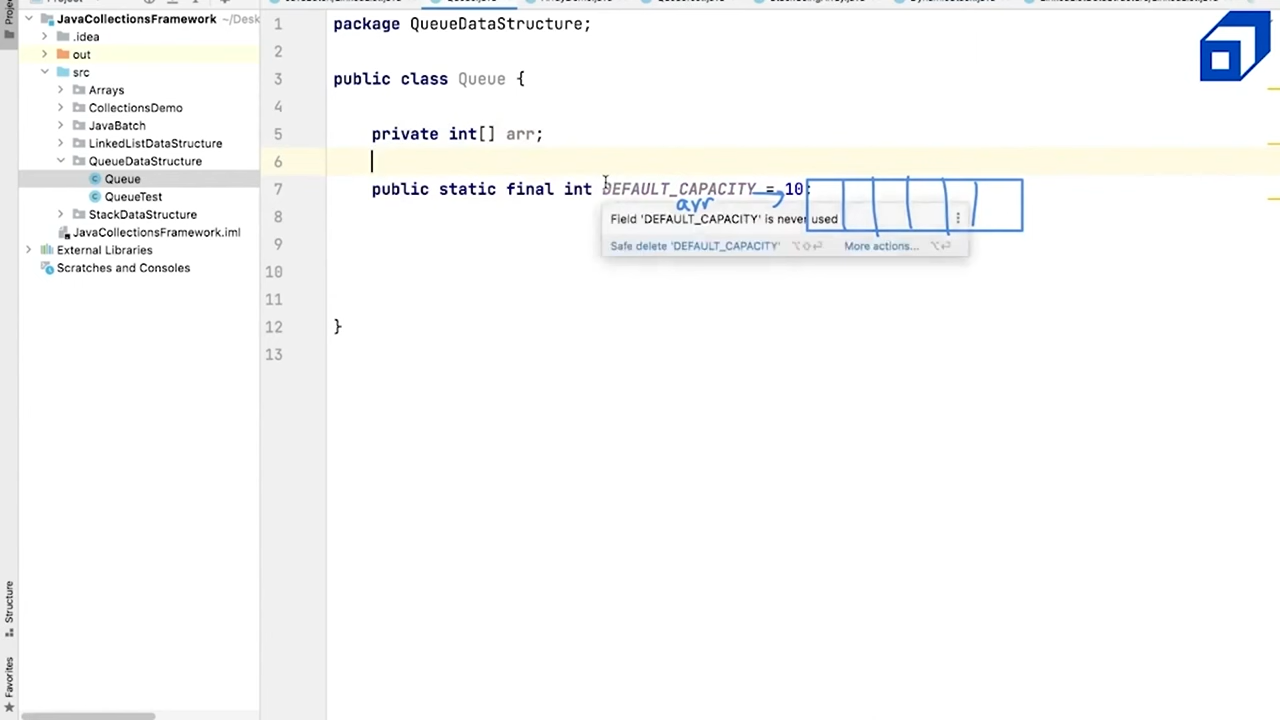 JavaCollectionsFramework ~/Desk
.idea
out
src
Arrays
CollectionsDemo
JavaBatch
LinkedListDataStructure
QueueDataStructure
Queue
QueueTest
StackDataStructure
JavaCollectionsFramework.iml
External Libraries
Scratches and Consoles
Structure
Favorites
1 package QueueDataStructure;
2
3 public class Queue {
4
5 private int[] arr;
6
7 public static final int DEFAULT_CAPACITY = 10;
arr
Field 'DEFAULT_CAPACITY' is never used
Safe delete 'DEFAULT_CAPACITY' ⌥⇧⏎ More actions... ⌥⏎
8
9
10
11
12 }
13